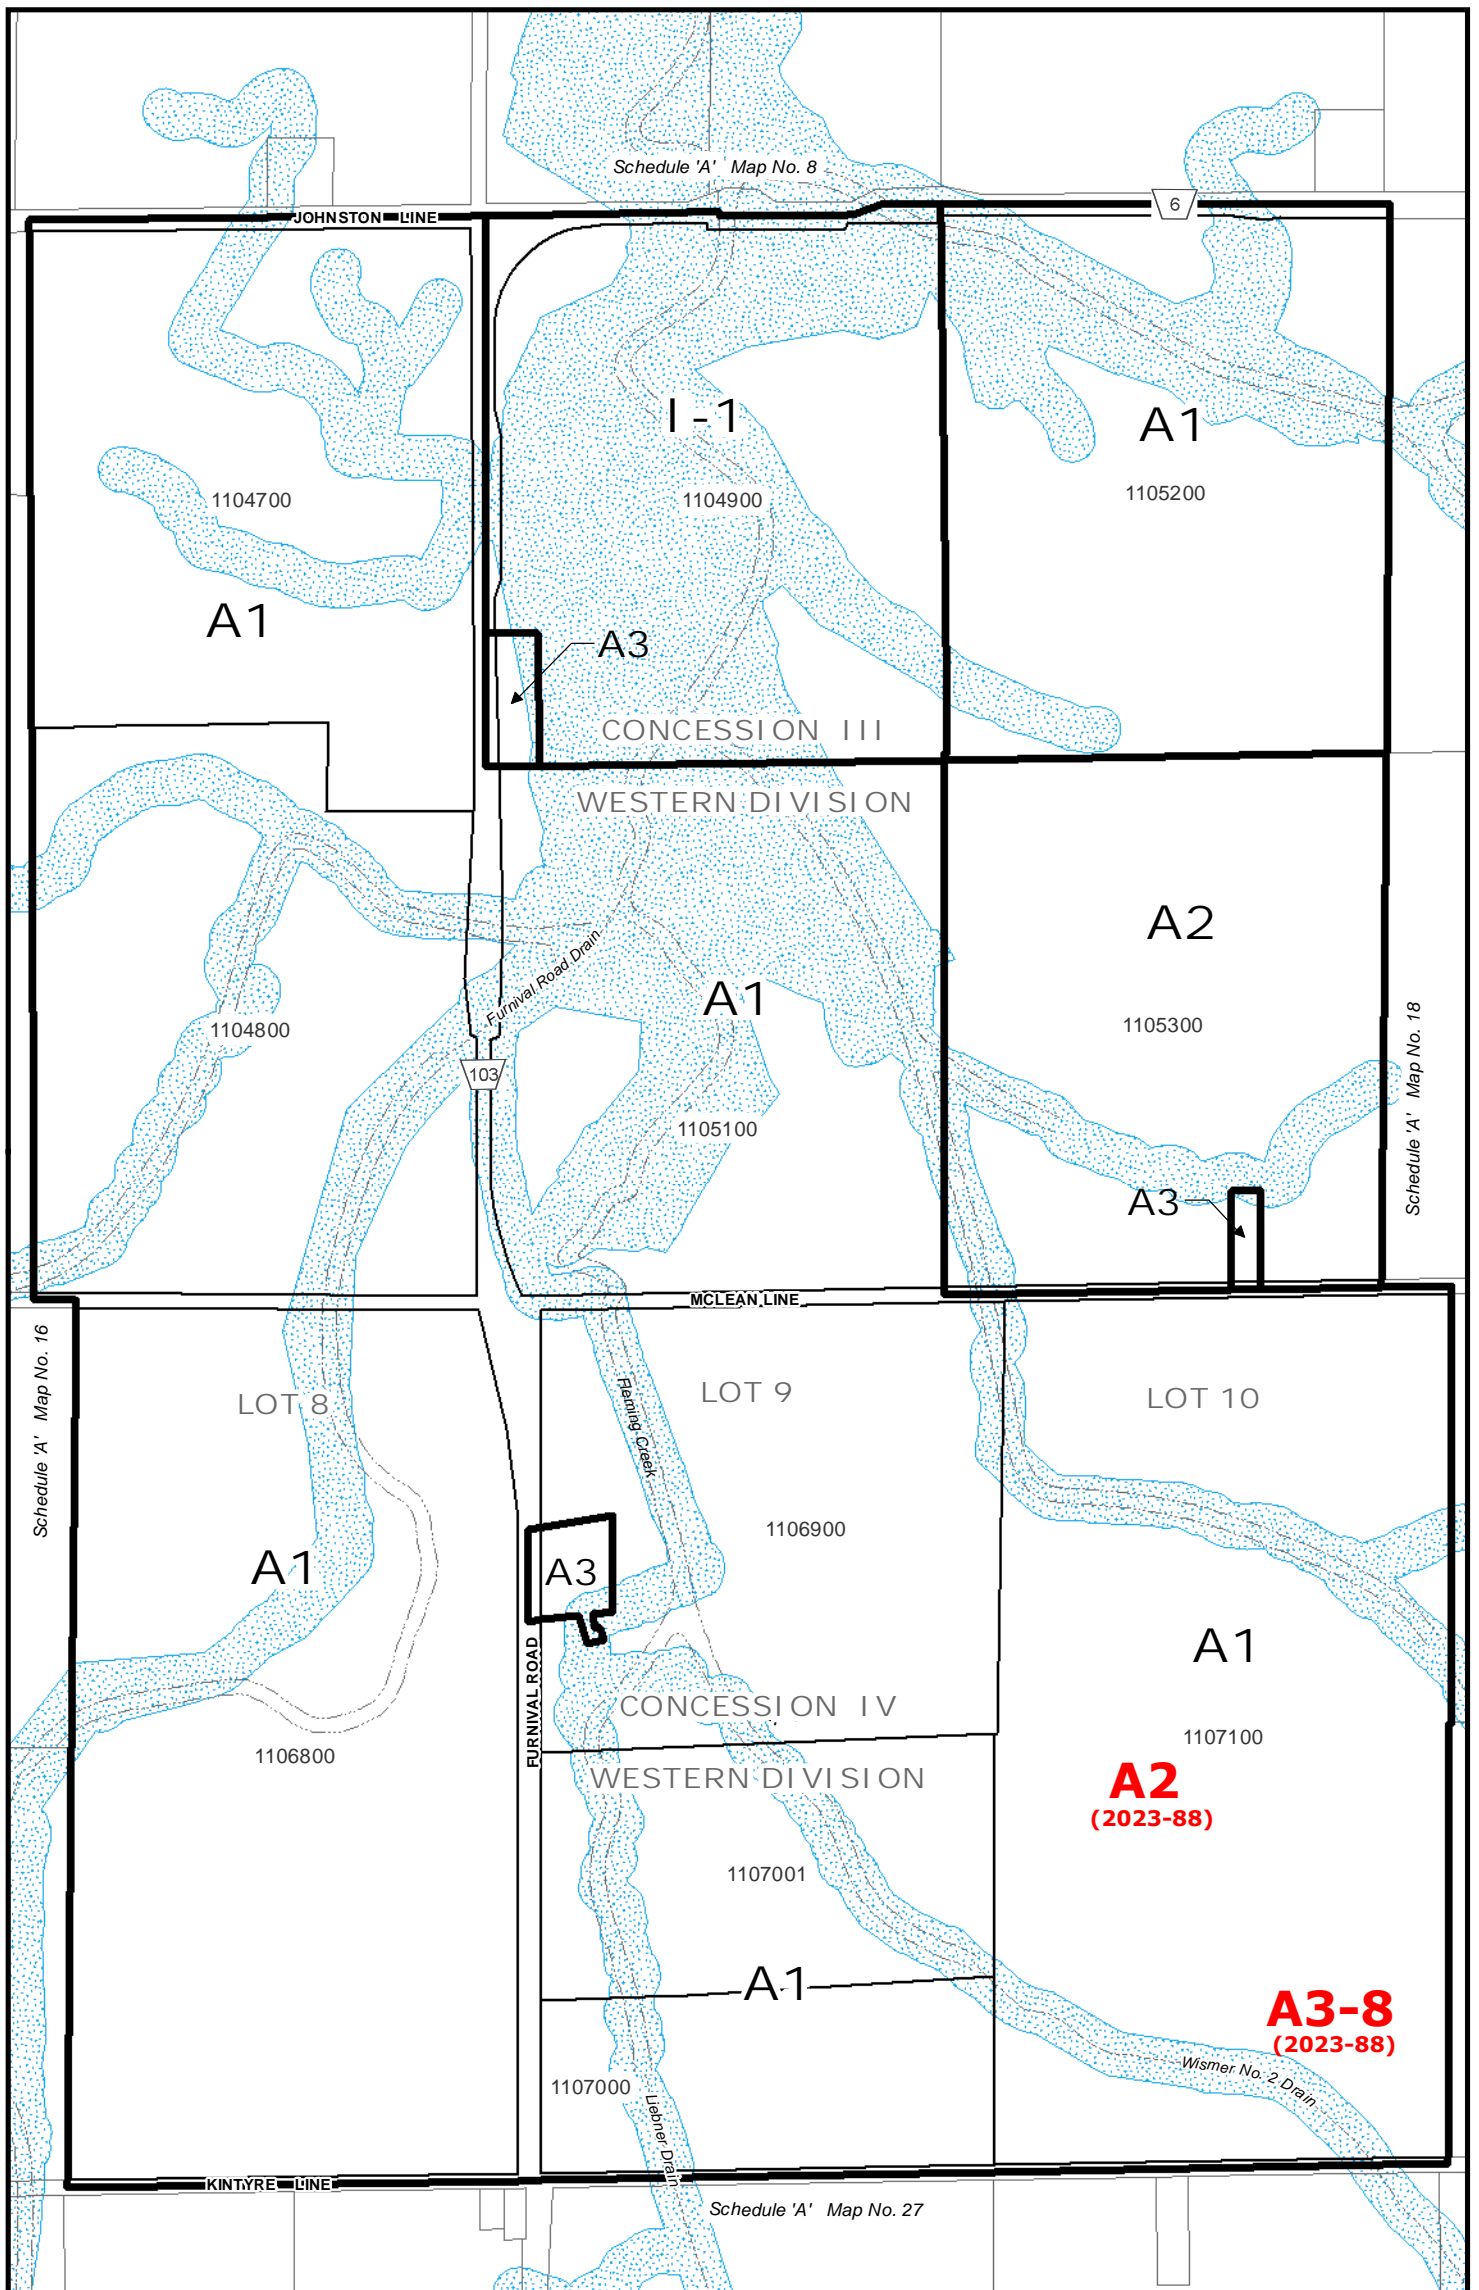 Schedule 'A'   Map No. 8
JOHNSTON LINE
6
I-1
A1
1104700
1104900
1105200
A1
A3
CONCESSION III
WESTERN DIVISION
A2
Furnival Road Drain
A1
1104800
1105300
Schedule 'A'   Map No. 18
103
1105100
A3
MCLEAN LINE
Schedule 'A'   Map No. 16
LOT 8
LOT 9
LOT 10
Fleming Creek
1106900
A1
A3
A1
FURNIVAL ROAD
CONCESSION IV
1106800
1107100
WESTERN DIVISION
A2
(2023-88)
1107001
A1
A3-8
(2023-88)
Wismer No. 2 Drain
1107000
Liebner Drain
KINTYRE LINE
Schedule 'A'   Map No. 27